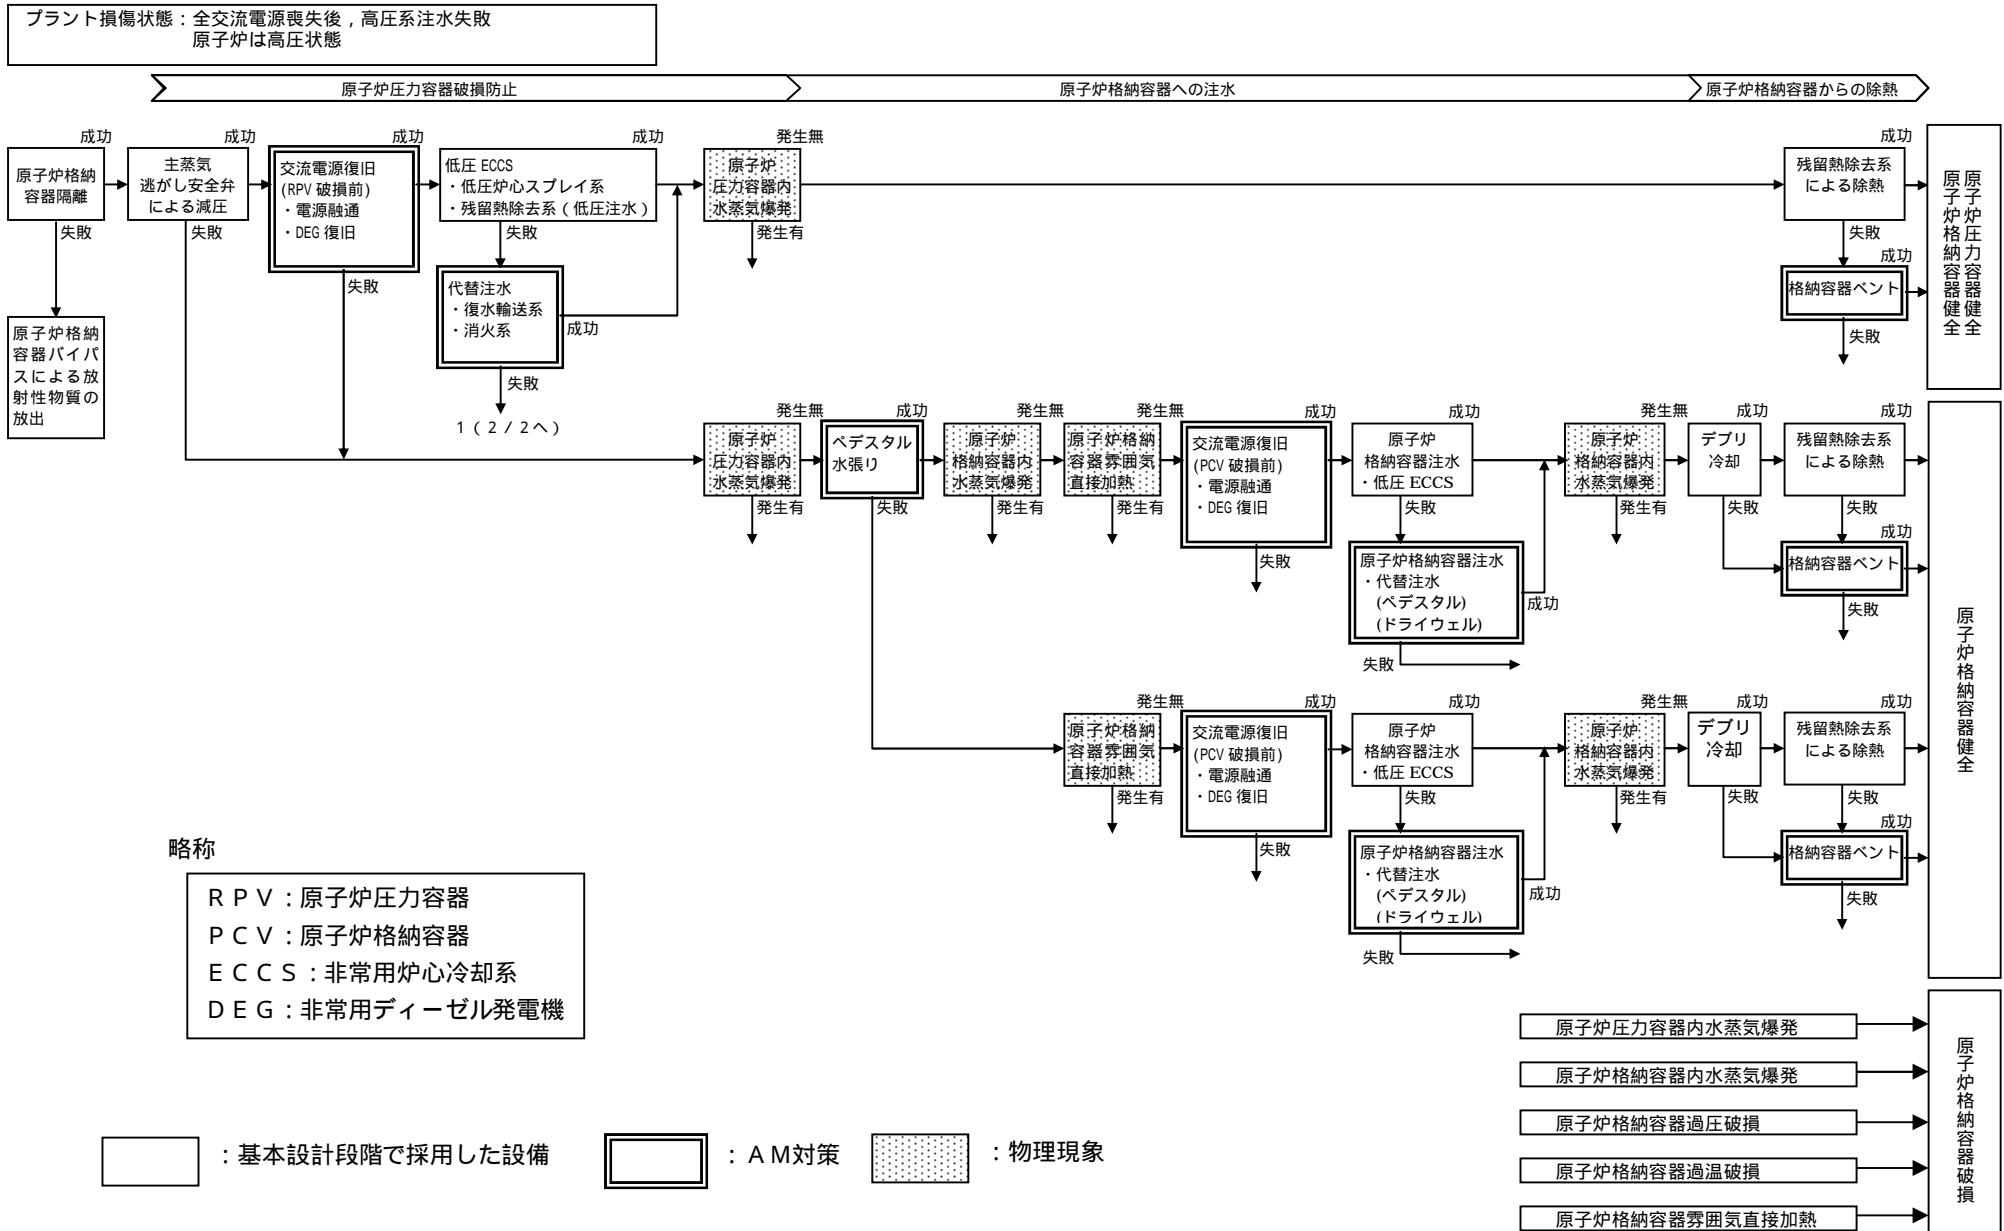 プラント損傷状態：全交流電源喪失後，高圧系注水失敗
原子炉は高圧状態
原子炉圧力容器破損防止
原子炉格納容器への注水
原子炉格納容器からの除熱
成功
原子炉格納
容器隔離
失敗
原子炉格納
容器バイパ
スによる放
射性物質の
放出
成功
主蒸気
逃がし安全弁
による減圧
失敗
成功
交流電源復旧
(RPV 破損前)
・電源融通
・DEG 復旧
失敗
成功
低圧 ECCS
・低圧炉心スプレイ系
・残留熱除去系（低圧注水）
失敗
代替注水
・復水輸送系
・消火系
成功
失敗
1（２／２へ）
発生無
原子炉
圧力容器内
水蒸気爆発
発生有
成功
残留熱除去系
による除熱
失敗
成功
格納容器ベント
失敗
原子炉圧力容器健全
原子炉格納容器健全
発生無
原子炉
圧力容器内
水蒸気爆発
発生有
成功
ペデスタル
水張り
失敗
発生無
原子炉
格納容器内
水蒸気爆発
発生有
発生無
原子炉格納
容器雰囲気
直接加熱
発生有
成功
交流電源復旧
(PCV 破損前)
・電源融通
・DEG 復旧
失敗
成功
原子炉
格納容器注水
・低圧 ECCS
失敗
原子炉格納容器注水
・代替注水
(ペデスタル)
(ドライウェル)
成功
失敗
発生無
原子炉
格納容器内
水蒸気爆発
発生有
成功
デブリ
冷却
失敗
成功
残留熱除去系
による除熱
失敗
成功
格納容器ベント
失敗
原子炉格納容器健全
発生無
原子炉格納
容器雰囲気
直接加熱
発生有
成功
交流電源復旧
(PCV 破損前)
・電源融通
・DEG 復旧
失敗
成功
原子炉
格納容器注水
・低圧 ECCS
失敗
原子炉格納容器注水
・代替注水
(ペデスタル)
(ドライウェル)
成功
失敗
発生無
原子炉
格納容器内
水蒸気爆発
発生有
成功
デブリ
冷却
失敗
成功
残留熱除去系
による除熱
失敗
成功
格納容器ベント
失敗
略称
ＲＰＶ：原子炉圧力容器
ＰＣＶ：原子炉格納容器
ＥＣＣＳ：非常用炉心冷却系
ＤＥＧ：非常用ディーゼル発電機
原子炉圧力容器内水蒸気爆発
原子炉格納容器内水蒸気爆発
原子炉格納容器過圧破損
原子炉格納容器過温破損
原子炉格納容器雰囲気直接加熱
原子炉格納容器破損
：基本設計段階で採用した設備
：ＡＭ対策
：物理現象